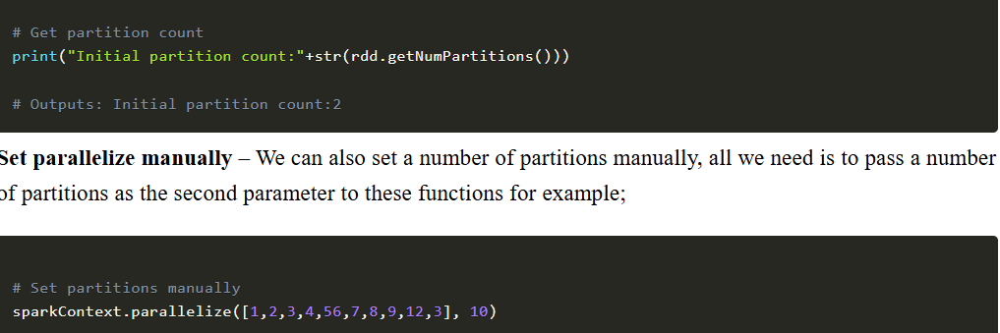 # Get partition count
print("Initial partition count:"+str(rdd.getNumPartitions()))
# Outputs: Initial partition count:2
Set parallelize manually – We can also set a number of partitions manually, all we need is to pass a number
of partitions as the second parameter to these functions for example;
# Set partitions manually
sparkContext.parallelize([1,2,3,4,56,7,8,9,12,3], 10)